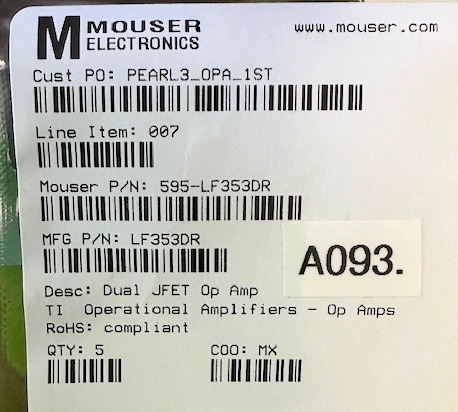 M MOUSER
ELECTRONICS
www.mouser.com
Cust PO: PEARL3_OPA_1ST
Line Item: 007
Mouser P/N: 595-LF353DR
MFG P/N: LF353DR
A093.
Desc: Dual JFET Op Amp
TI Operational Amplifiers - Op Amps
RoHS: compliant
QTY: 5 COO: MX